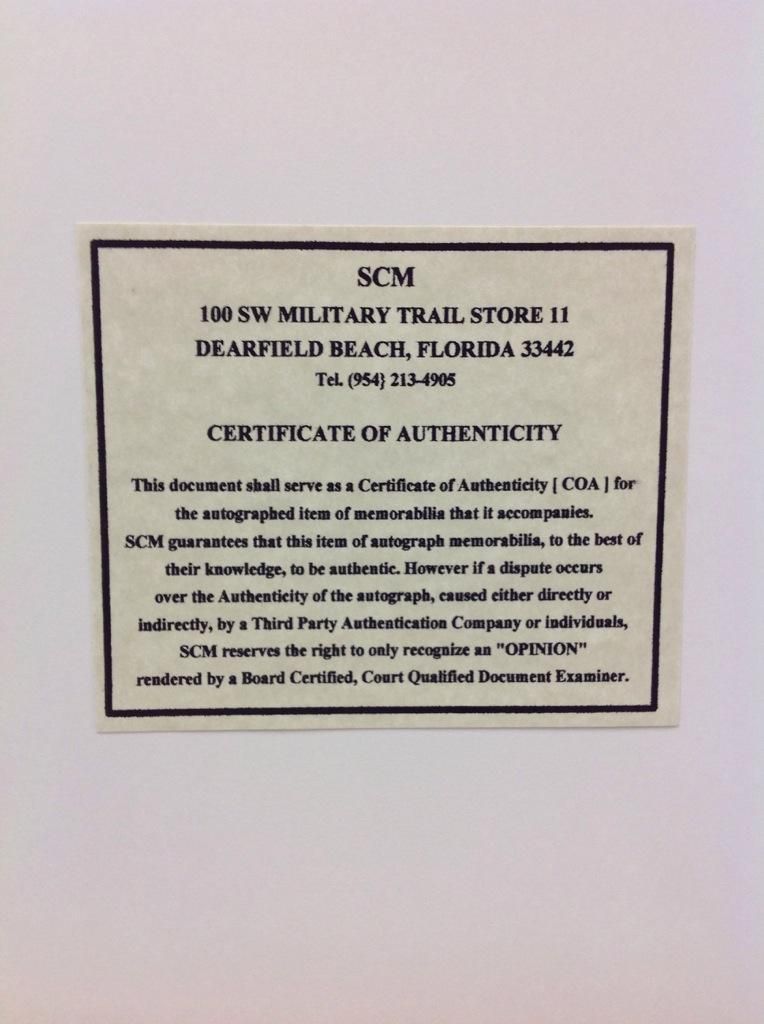 SCM
100 SW MILITARY TRAIL STORE 11
DEARFIELD BEACH, FLORIDA 33442
Tel. (954} 213-4905
CERTIFICATE OF AUTHENTICITY
This document shall serve as a Certificate of Authenticity [ COA ] for
the autographed item of memorabilia that it accompanies.
SCM guarantees that this item of autograph memorabilia, to the best of
their knowledge, to be authentic. However if a dispute occurs
over the Authenticity of the autograph, caused either directly or
indirectly, by a Third Party Authentication Company or individuals,
SCM reserves the right to only recognize an "OPINION"
rendered by a Board Certified, Court Qualified Document Examiner.